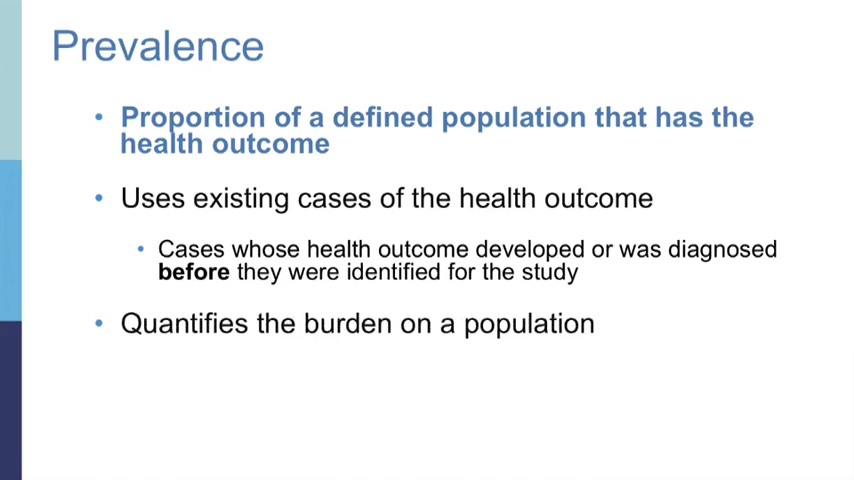 Prevalence
• Proportion of a defined population that has the
health outcome
• Uses existing cases of the health outcome
• Cases whose health outcome developed or was diagnosed
before they were identified for the study
• Quantifies the burden on a population